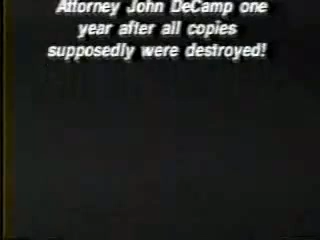 Attorney John DeCamp one
year after all copies
supposedly were destroyed!